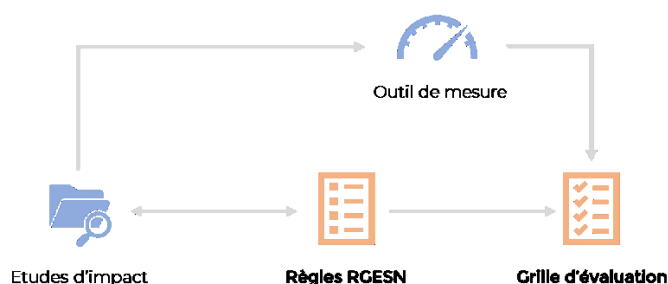 Outil de mesure
Etudes d'impact
Règles RGESN
Grille d'évaluation